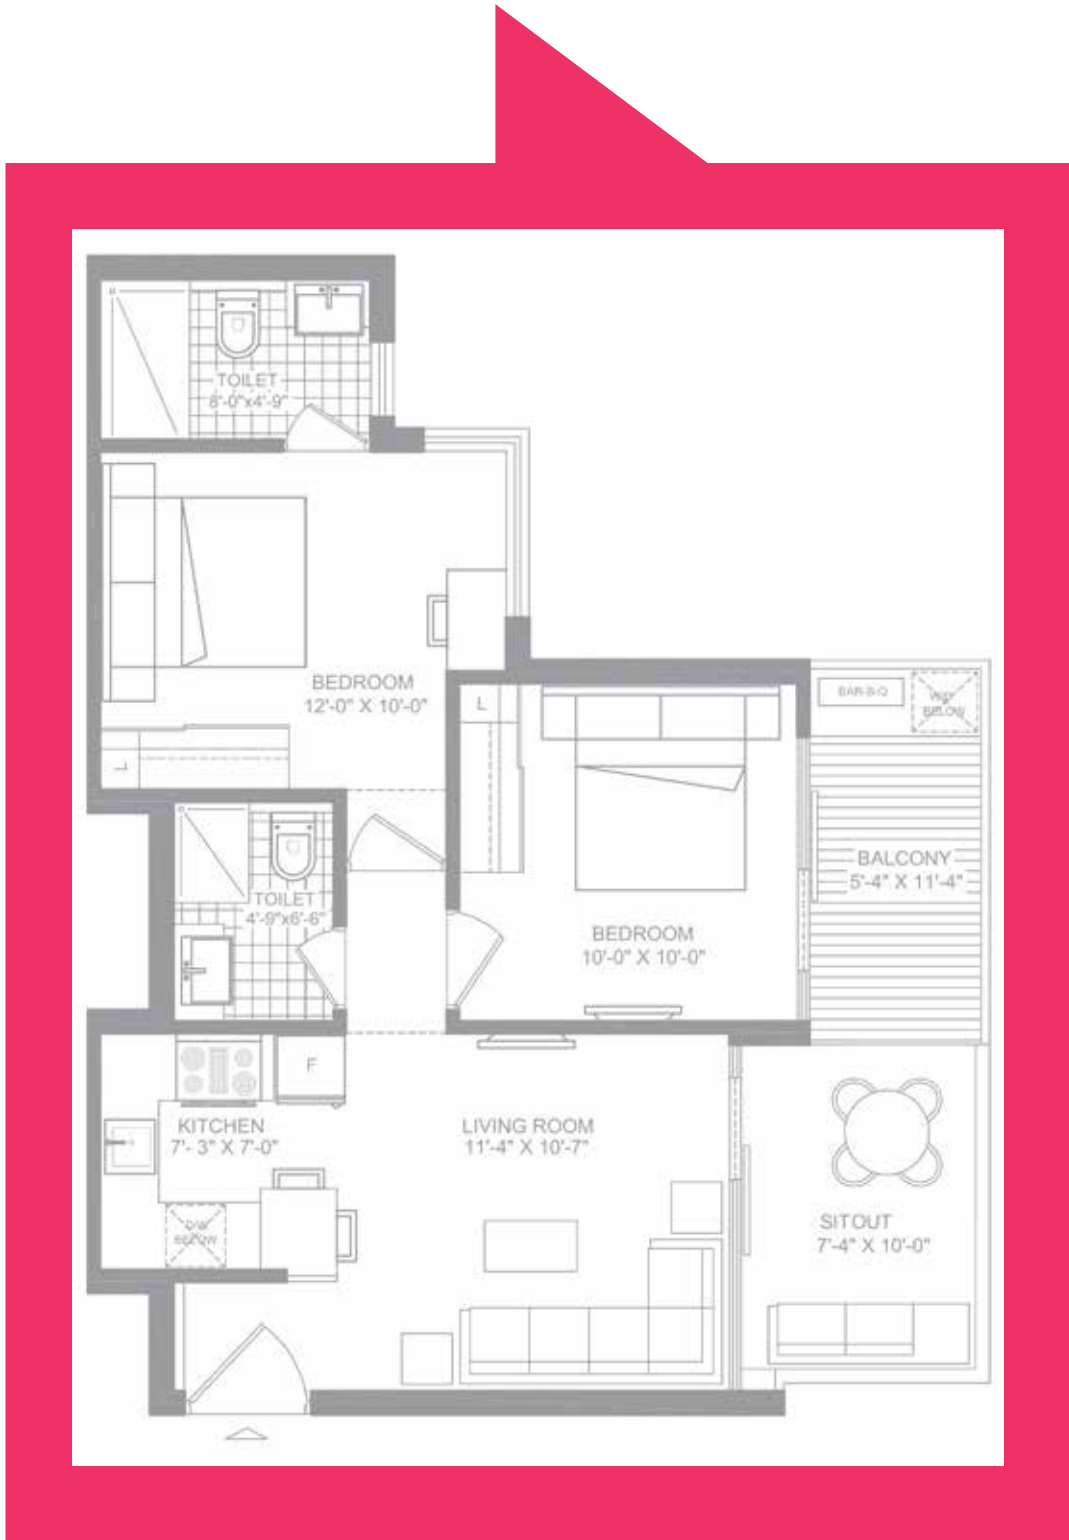 TOILET
8'-0"x4'-9"
BEDROOM
12'-0" X 10'-0"
L
L
BAR-B-Q
W/D
BELOW
BALCONY
5'-4" X 11'-4"
TOILET
4'-9"x6'-6"
BEDROOM
10'-0" X 10'-0"
F
KITCHEN
7'- 3" X 7'-0"
LIVING ROOM
11'-4" X 10'-7"
SITOUT
7'-4" X 10'-0"
D/W
BELOW